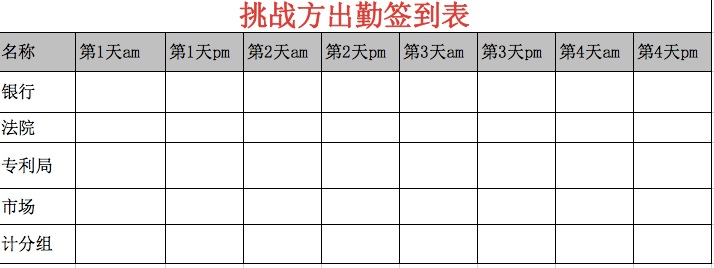 挑战方出勤签到表
名称 第1天am 第1天pm 第2天am 第2天pm 第3天am 第3天pm 第4天am 第4天pm
银行
法院
专利局
市场
计分组